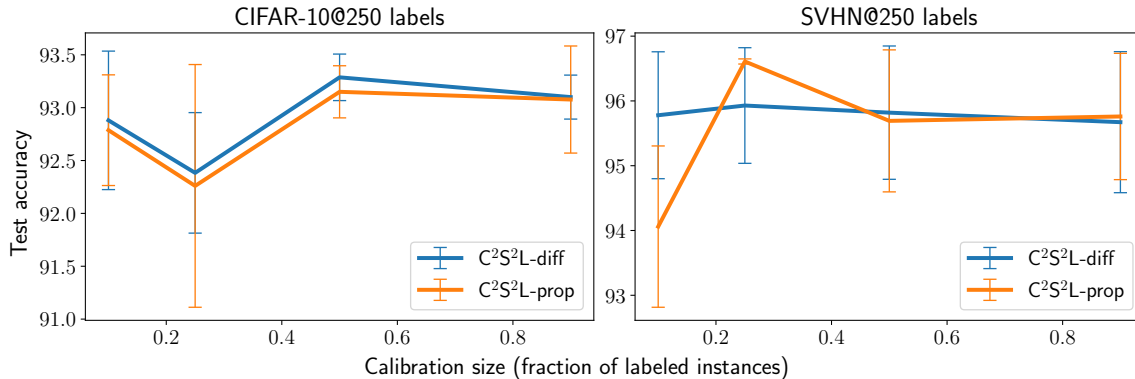 CIFAR-10@250 labels
SVHN@250 labels
Test accuracy
93.5
93.0
92.5
92.0
91.5
91.0
0.2
0.4
0.6
0.8
C²S²L-diff
C²S²L-prop
97
96
95
94
93
0.2
0.4
0.6
0.8
C²S²L-diff
C²S²L-prop
Calibration size (fraction of labeled instances)